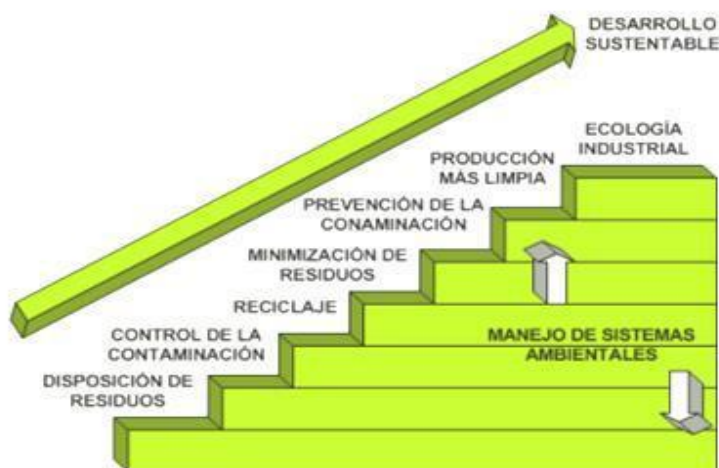 DESARROLLO
SUSTENTABLE
ECOLOGÍA
INDUSTRIAL
PRODUCCIÓN
MÁS LIMPIA
PREVENCIÓN DE LA
CONAMINACIÓN
MINIMIZACIÓN DE
RESIDUOS
RECICLAJE
CONTROL DE LA
CONTAMINACIÓN
MANEJO DE SISTEMAS
AMBIENTALES
DISPOSICIÓN DE
RESIDUOS